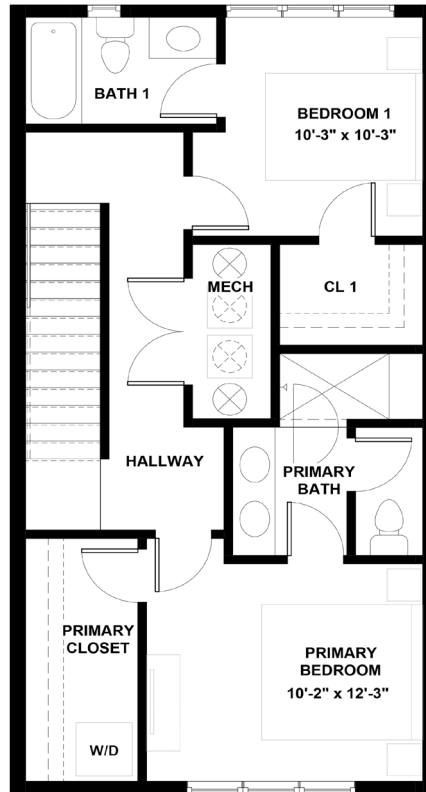 BATH 1
BEDROOM 1
10'-3" x 10'-3"
MECH
CL 1
HALLWAY
PRIMARY
BATH
PRIMARY
CLOSET
PRIMARY
BEDROOM
10'-2" x 12'-3"
W/D